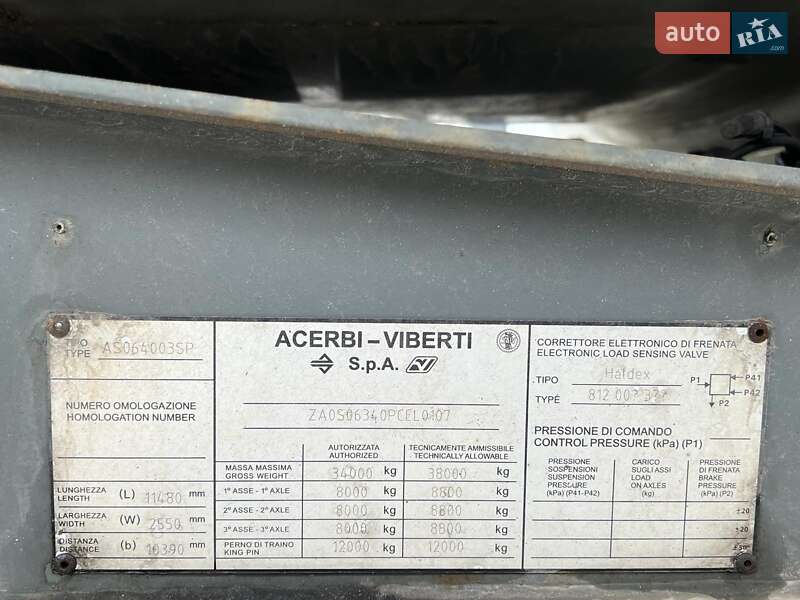 auto RIA.com
TIPO
TYPE AS064003SP
NUMERO OMOLOGAZIONE
HOMOLOGATION NUMBER
LUNGHEZZA
LENGTH (L) 11480 mm
LARGHEZZA
WIDTH (W) 2550 mm
DISTANZA
DISTANCE (b) 10390 mm
ACERBI-VIBERTI
S.p.A.
ZA0S06340PCEL0107
AUTORIZZATA
AUTHORIZED
TECNICAMENTE AMMISSIBILE
TECHNICALLY ALLOWABLE
MASSA MASSIMA
GROSS WEIGHT 34000 kg 38000 kg
1° ASSE - 1° AXLE 8000 kg 8800 kg
2° ASSE - 2° AXLE 8000 kg 8800 kg
3° ASSE - 3° AXLE 8000 kg 8800 kg
PERNO DI TRAINO
KING PIN 12000 kg 12000 kg
CORRETTORE ELETTRONICO DI FRENATA
ELECTRONIC LOAD SENSING VALVE
TIPO Haldex
TYPE 812 007
P1 P41
P42
P2
PRESSIONE DI COMANDO
CONTROL PRESSURE (kPa) (P1)
PRESSIONE
SOSPENSIONI
SUSPENSION
PRESSURE
(kPa) (P41-P42)
CARICO
SUGLI ASSI
LOAD
ON AXLES
(kg)
PRESSIONE
DI FRENATA
BRAKE
PRESSURE
(kPa) (P2)
±20
±20